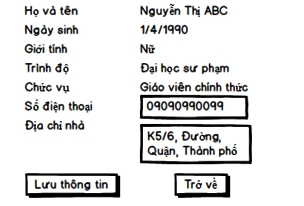 Họ và tên Nguyễn Thị ABC
Ngày sinh 1/4/1990
Giới tính Nữ
Trình độ Đại học sư phạm
Chức vụ Giáo viên chính thức
Số điện thoại 09090990099
Địa chỉ nhà K5/6, Đường,
Quận, Thành phố
Lưu thông tin Trở về